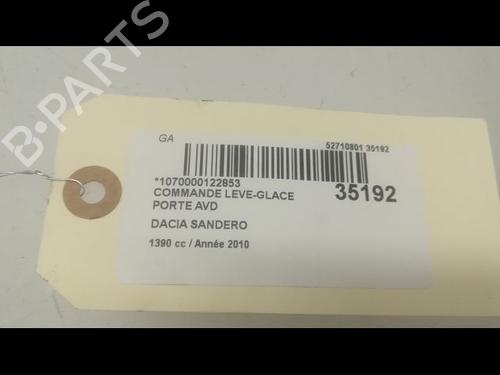 B-PARTS
GA
52710801 35192
*1070000122853
COMMANDE LEVE-GLACE
PORTE AVD
35192
DACIA SANDERO
1390 cc / Année 2010